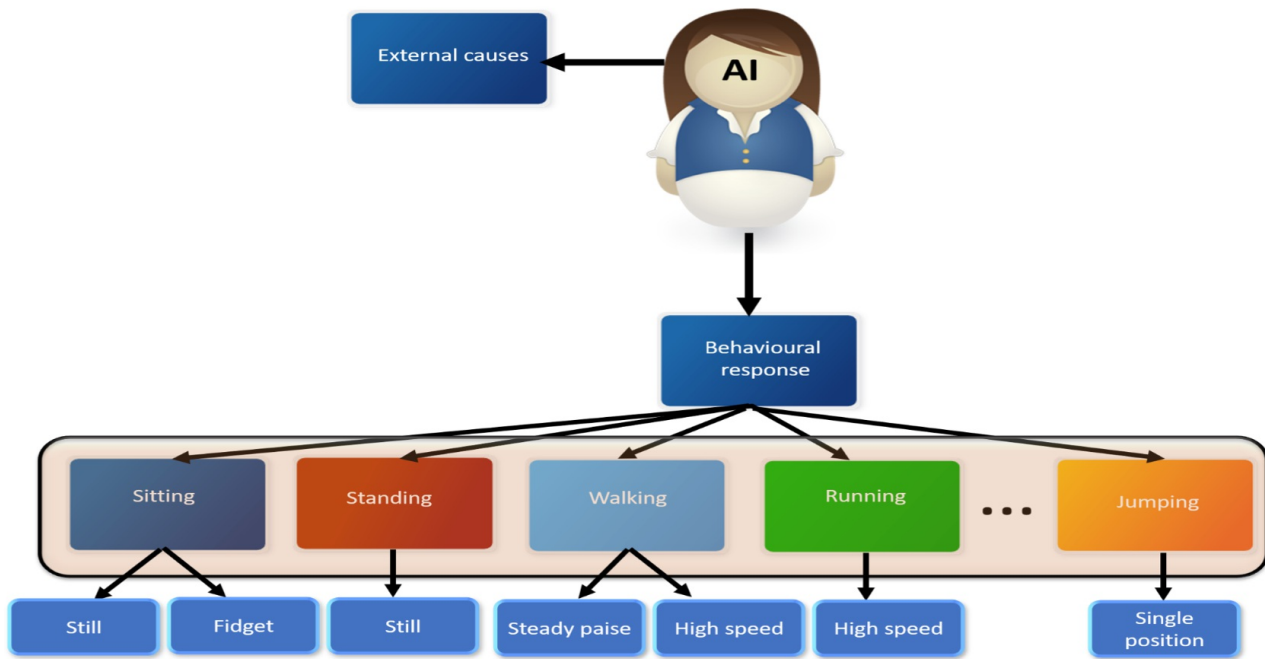 External causes
AI
Behavioural
response
Sitting
Standing
Walking
Running
...
Jumping
Still
Fidget
Still
Steady paise
High speed
High speed
Single
position